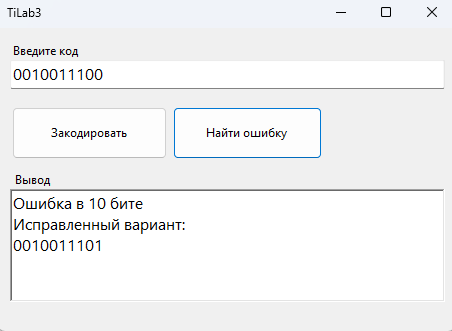 TiLab3
Введите код
0010011100
Закодировать
Найти ошибку
Вывод
Ошибка в 10 бите
Исправленный вариант:
0010011101